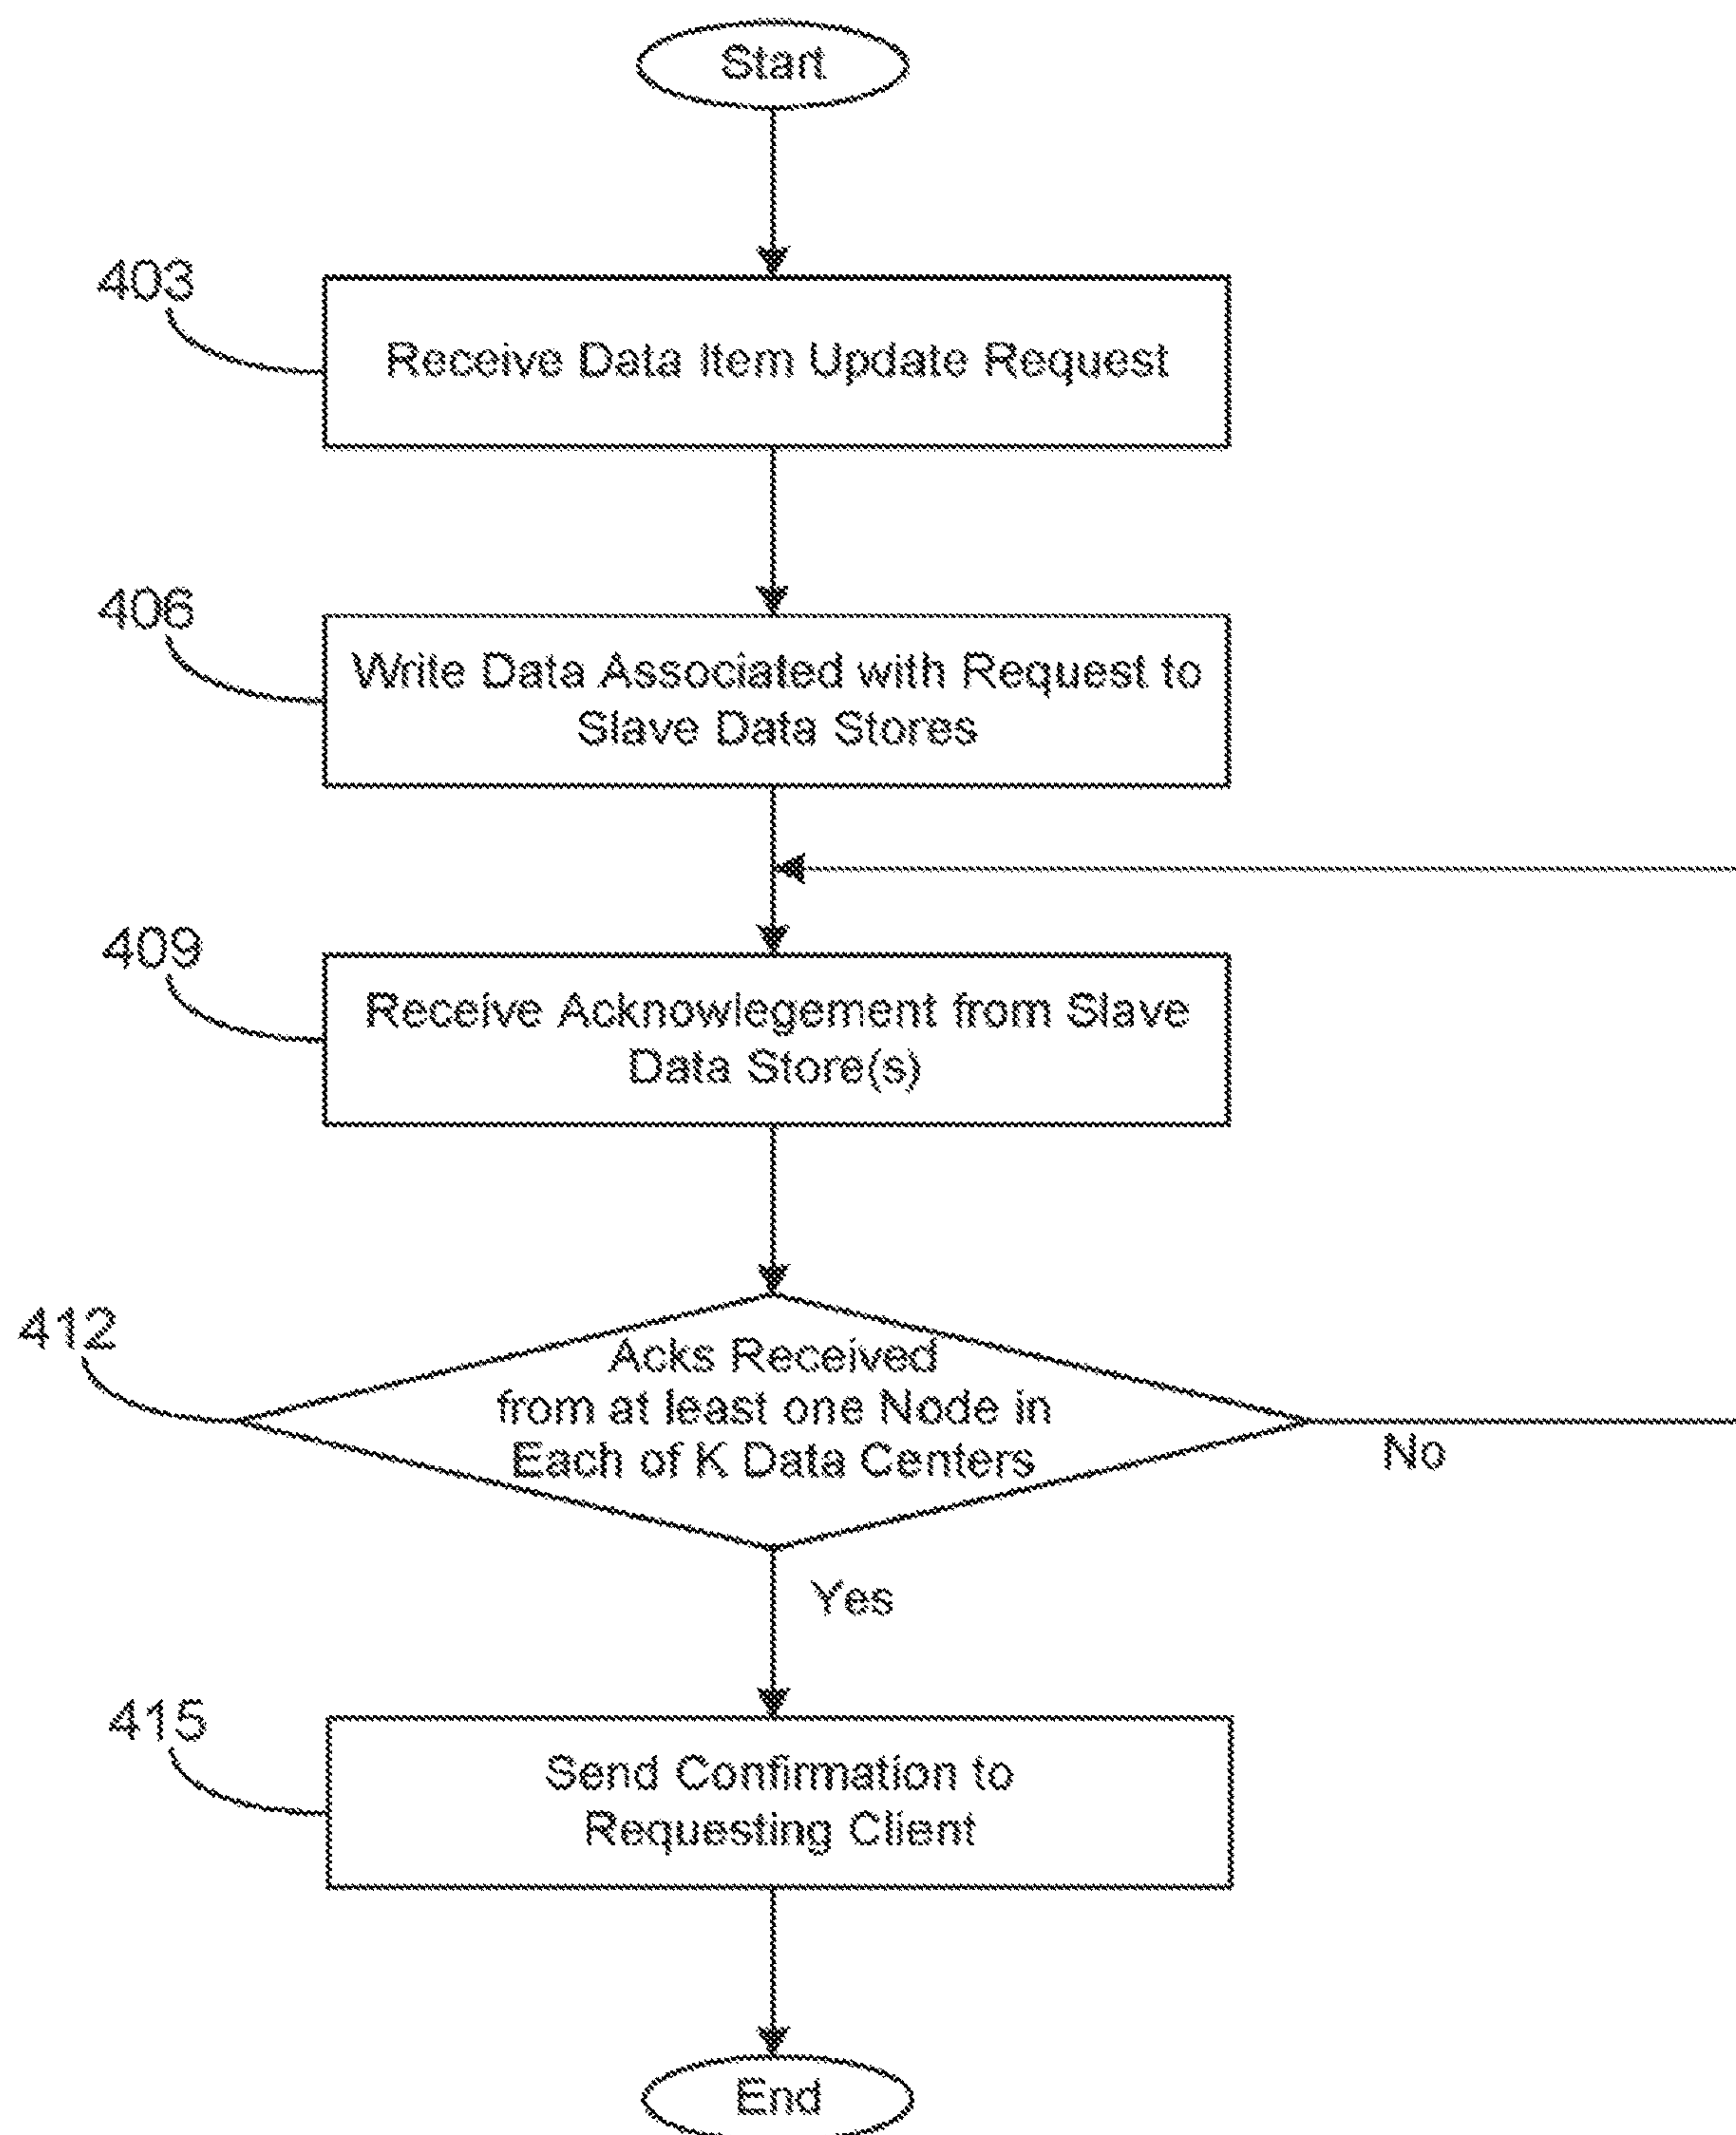 Start
403
Receive Data Item Update Request
406
Write Data Associated with Request to
Slave Data Stores
409
Receive Acknowlegement from Slave
Data Store(s)
412
Acks Received
from at least one Node in
Each of K Data Centers
No
Yes
415
Send Confirmation to
Requesting Client
End